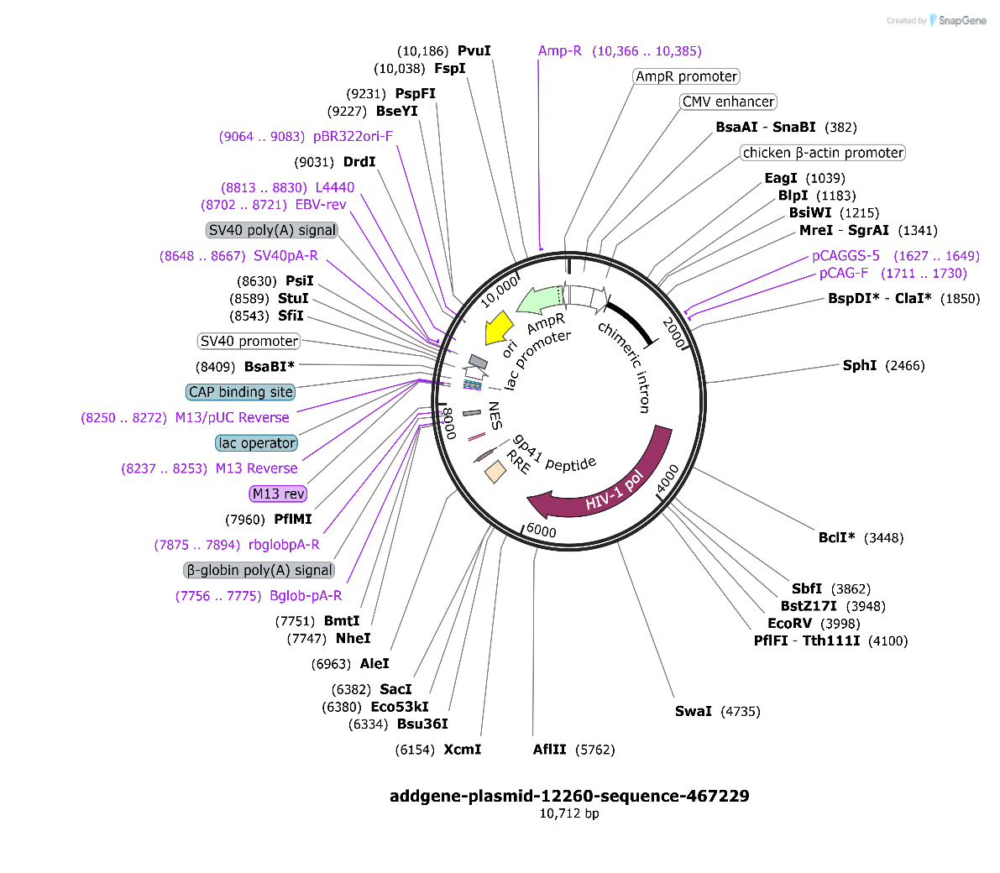 Created by SnapGene
(10,186) PvuI
(10,038) FspI
(9231) PspFI
(9227) BseYI
(9064 .. 9083) pBR322ori-F
(9031) DrdI
(8813 .. 8830) L4440
(8702 .. 8721) EBV-rev
SV40 poly(A) signal
(8648 .. 8667) SV40pA-R
(8630) PsiI
(8589) StuI
(8543) SfiI
SV40 promoter
(8409) BsaBI*
CAP binding site
(8250 .. 8272) M13/pUC Reverse
lac operator
(8237 .. 8253) M13 Reverse
M13 rev
(7960) PflMI
(7875 .. 7894) rbglobpA-R
β-globin poly(A) signal
(7756 .. 7775) Bglob-pA-R
(7751) BmtI
(7747) NheI
(6963) AleI
(6382) SacI
(6380) Eco53kI
(6334) Bsu36I
(6154) XcmI
Amp-R (10,366 .. 10,385)
AmpR promoter
CMV enhancer
BsaAI - SnaBI (382)
chicken β-actin promoter
EagI (1039)
BlpI (1183)
BsiWI (1215)
MreI - SgrAI (1341)
pCAGGS-5 (1627 .. 1649)
pCAG-F (1711 .. 1730)
BspDI* - ClaI* (1850)
SphI (2466)
BclI* (3448)
SbfI (3862)
BstZ17I (3948)
EcoRV (3998)
PflFI - Tth111I (4100)
SwaI (4735)
AflII (5762)
2000
4000
6000
8000
10,000
AmpR
ori
lac promoter
chimeric intron
NES
gp41 peptide
RRE
HIV-1 pol
addgene-plasmid-12260-sequence-467229
10,712 bp